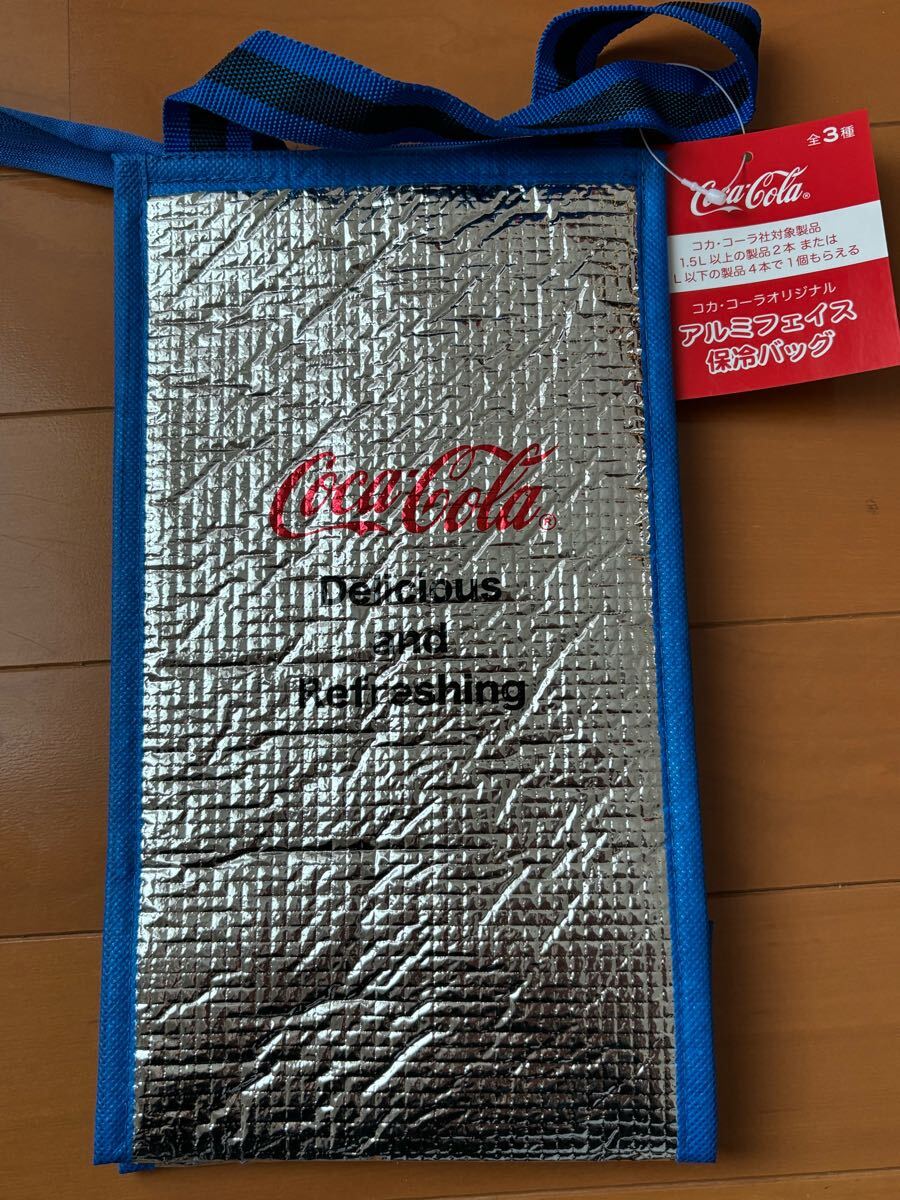 全3種
Coca-Cola®
コカ・コーラ社対象製品
1.5L以上の製品2本 または
L以下の製品4本で1個もらえる
コカ・コーラオリジナル
アルミフェイス
保冷バッグ
Coca-Cola®
Delicious
and
Refreshing